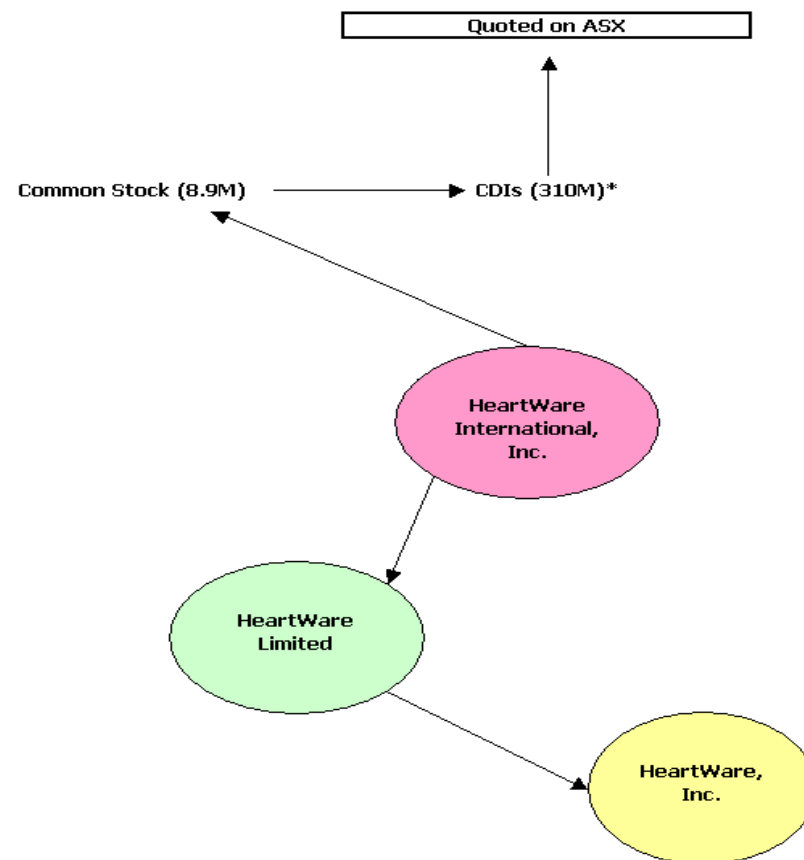 Quoted on ASX
Common Stock (8.9M)
CDIs (310M)*
HeartWare
International,
Inc.
HeartWare
Limited
HeartWare,
Inc.